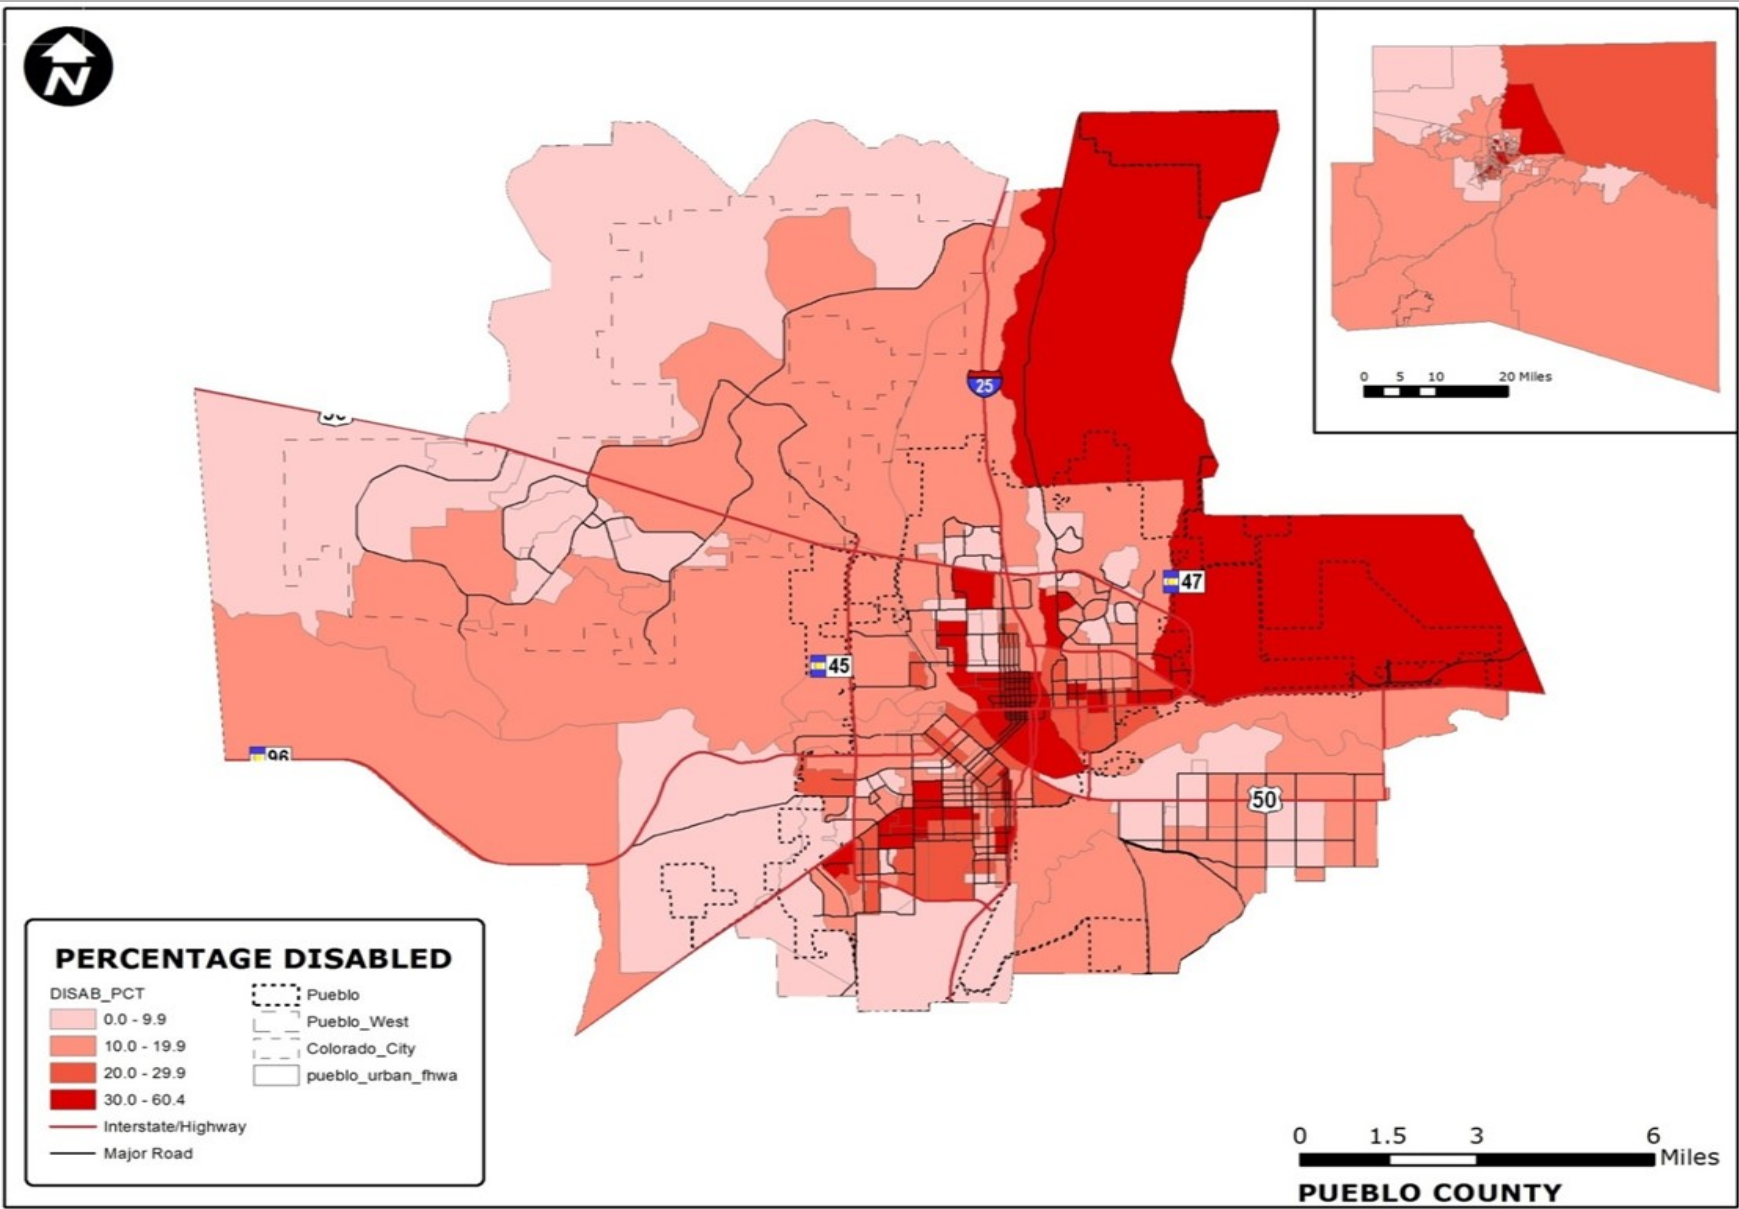 N
0 5 10 20 Miles
25
47
45
96
50
PERCENTAGE DISABLED
DISAB_PCT
0.0 - 9.9
10.0 - 19.9
20.0 - 29.9
30.0 - 60.4
Interstate/Highway
Major Road
Pueblo
Pueblo_West
Colorado_City
pueblo_urban_fhwa
0 1.5 3 6
Miles
PUEBLO COUNTY